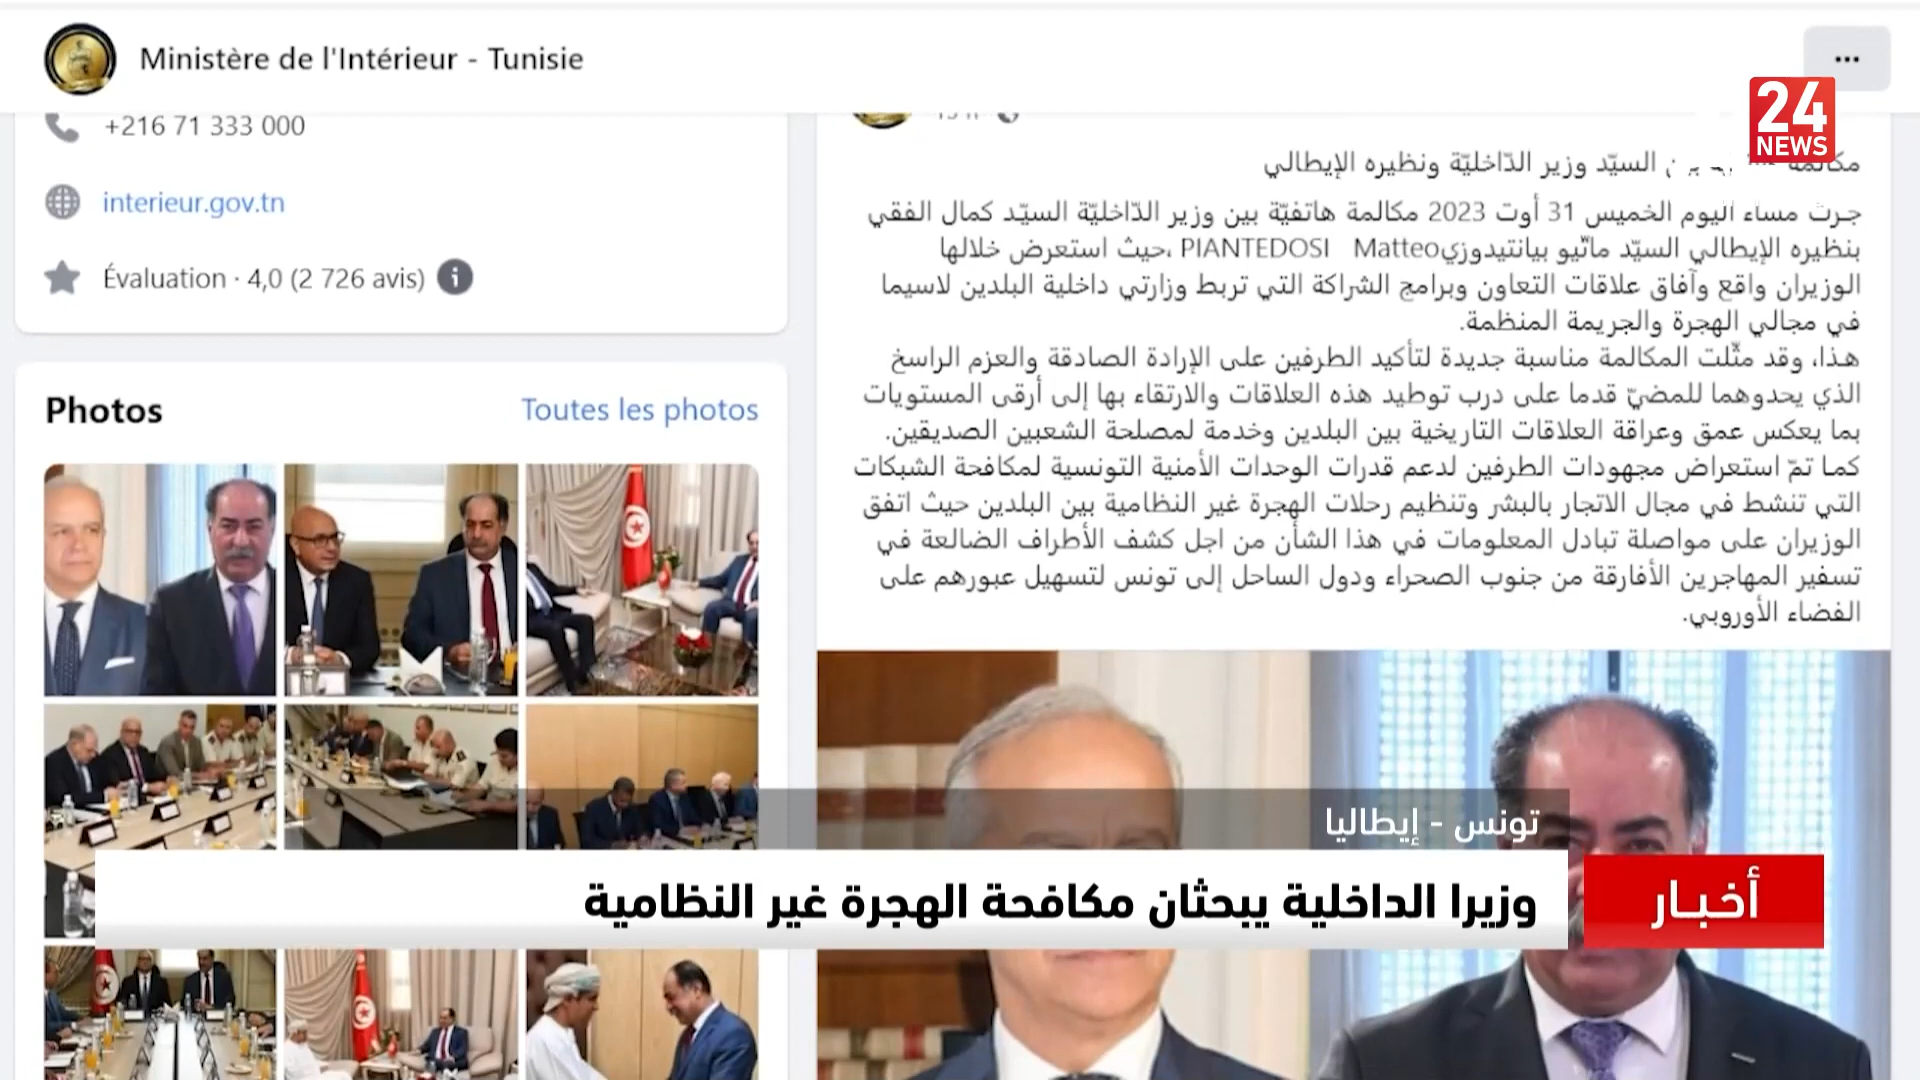 Ministère de l'Intérieur - Tunisie
...
24
NEWS
+216 71 333 000
interieur.gov.tn
Évaluation · 4,0 (2 726 avis)
Photos
Toutes les photos
السيّد وزير الدّاخليّة ونظيره الإيطالي
جرت مساء اليوم الخميس 31 أوت 2023 مكالمة هاتفيّة بين وزير الدّاخليّة السيّد كمال الفقي
بنظيره الإيطالي السيّد ماتّيو بيانتيدوزيPIANTEDOSI Matteo ،حيث استعرض خلالها
الوزيران واقع وآفاق علاقات التعاون وبرامج الشراكة التي تربط وزارتي داخلية البلدين لاسيما
في مجالي الهجرة والجريمة المنظمة.
هذا، وقد مثّلت المكالمة مناسبة جديدة لتأكيد الطرفين على الإرادة الصادقة والعزم الراسخ
الذي يحدوهما للمضيّ قدما على درب توطيد هذه العلاقات والارتقاء بها إلى أرقى المستويات
بما يعكس عمق وعراقة العلاقات التاريخية بين البلدين وخدمة لمصلحة الشعبين الصديقين.
كما تمّ استعراض مجهودات الطرفين لدعم قدرات الوحدات الأمنية التونسية لمكافحة الشبكات
التي تنشط في مجال الاتجار بالبشر وتنظيم رحلات الهجرة غير النظامية بين البلدين حيث اتفق
الوزيران على مواصلة تبادل المعلومات في هذا الشأن من اجل كشف الأطراف الضالعة في
تسفير المهاجرين الأفارقة من جنوب الصحراء ودول الساحل إلى تونس لتسهيل عبورهم على
الفضاء الأوروبي.
تونس - إيطاليا
أخبار
وزيرا الداخلية يبحثان مكافحة الهجرة غير النظامية